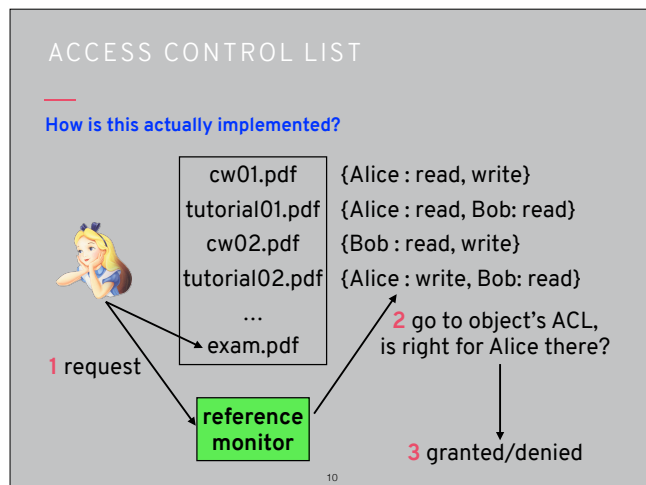 ACCESS CONTROL LIST
How is this actually implemented?
cw01.pdf {Alice : read, write}
tutorial01.pdf {Alice : read, Bob: read}
cw02.pdf {Bob : read, write}
tutorial02.pdf {Alice : write, Bob: read}
...
exam.pdf
1 request
reference
monitor
2 go to object's ACL,
is right for Alice there?
3 granted/denied
10